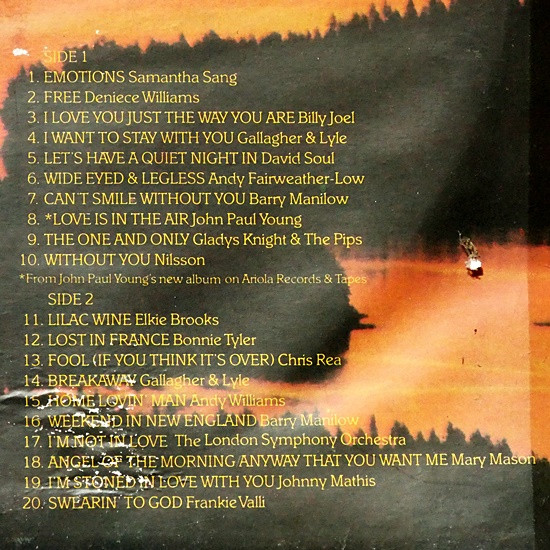 SIDE 1
1. EMOTIONS Samantha Sang
2. FREE Deniece Williams
3. I LOVE YOU JUST THE WAY YOU ARE Billy Joel
4. I WANT TO STAY WITH YOU Gallagher & Lyle
5. LET'S HAVE A QUIET NIGHT IN David Soul
6. WIDE EYED & LEGLESS Andy Fairweather-Low
7. CAN'T SMILE WITHOUT YOU Barry Manilow
8. *LOVE IS IN THE AIR John Paul Young
9. THE ONE AND ONLY Gladys Knight & The Pips
10. WITHOUT YOU Nilsson
*From John Paul Young's new album on Ariola Records & Tapes
SIDE 2
11. LILAC WINE Elkie Brooks
12. LOST IN FRANCE Bonnie Tyler
13. FOOL (IF YOU THINK IT'S OVER) Chris Rea
14. BREAKAWAY Gallagher & Lyle
15. HOME LOVIN' MAN Andy Williams
16. WEEKEND IN NEW ENGLAND Barry Manilow
17. I'M NOT IN LOVE The London Symphony Orchestra
18. ANGEL OF THE MORNING/ANYWAY THAT YOU WANT ME Mary Mason
19. I'M STONED IN LOVE WITH YOU Johnny Mathis
20. SWEARIN' TO GOD Frankie Valli